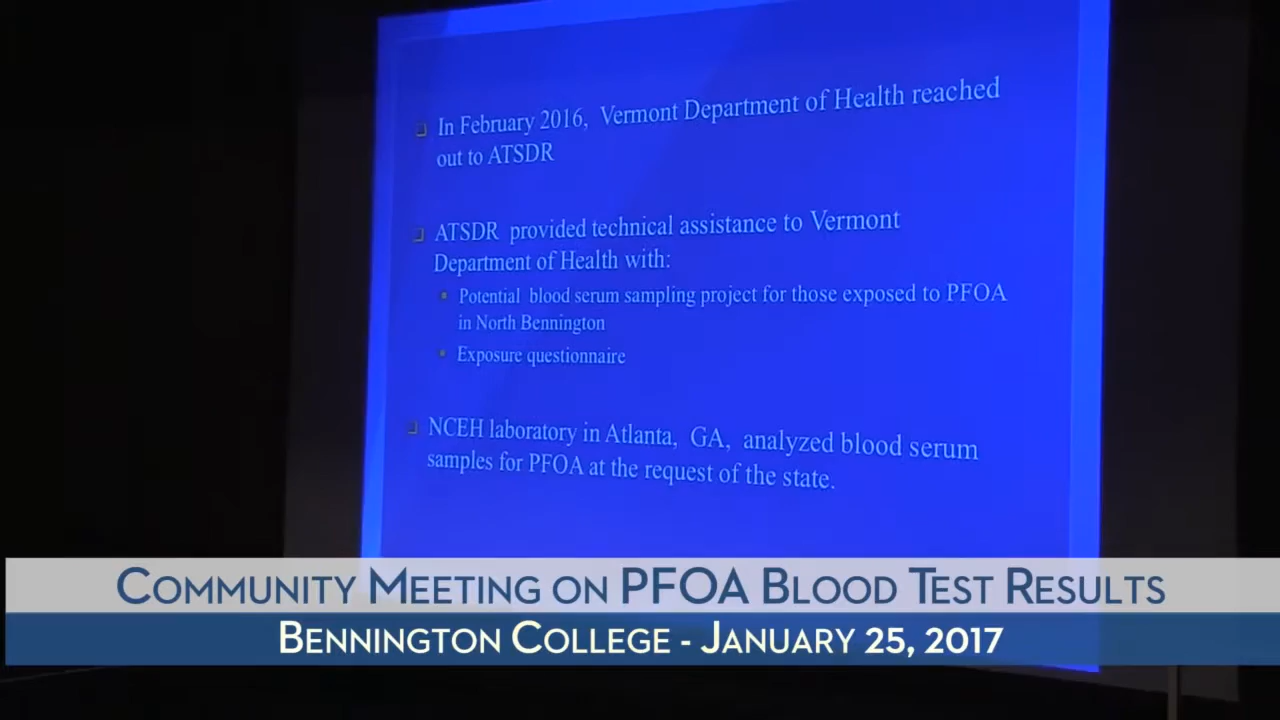 In February 2016, Vermont Department of Health reached
out to ATSDR
ATSDR provided technical assistance to Vermont
Department of Health with:
Potential blood serum sampling project for those exposed to PFOA
in North Bennington
Exposure questionnaire
NCEH laboratory in Atlanta, GA, analyzed blood serum
samples for PFOA at the request of the state.
COMMUNITY MEETING ON PFOA BLOOD TEST RESULTS
BENNINGTON COLLEGE - JANUARY 25, 2017